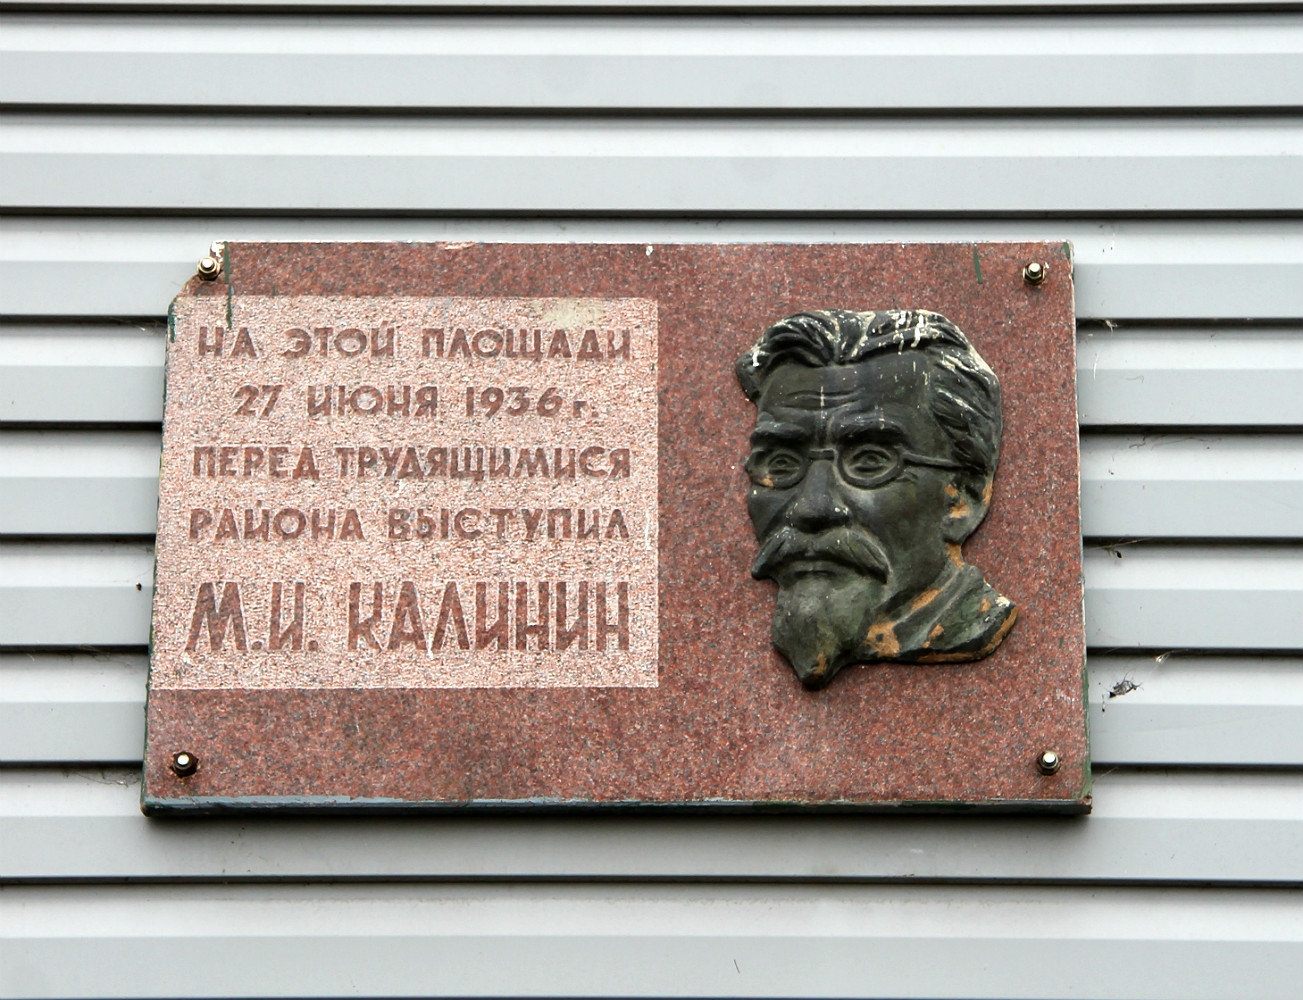 НА ЭТОЙ ПЛОЩАДИ
27 ИЮНЯ 1936 г.
ПЕРЕД ТРУДЯЩИМИСЯ
РАЙОНА ВЫСТУПИЛ
М.И. КАЛИНИН